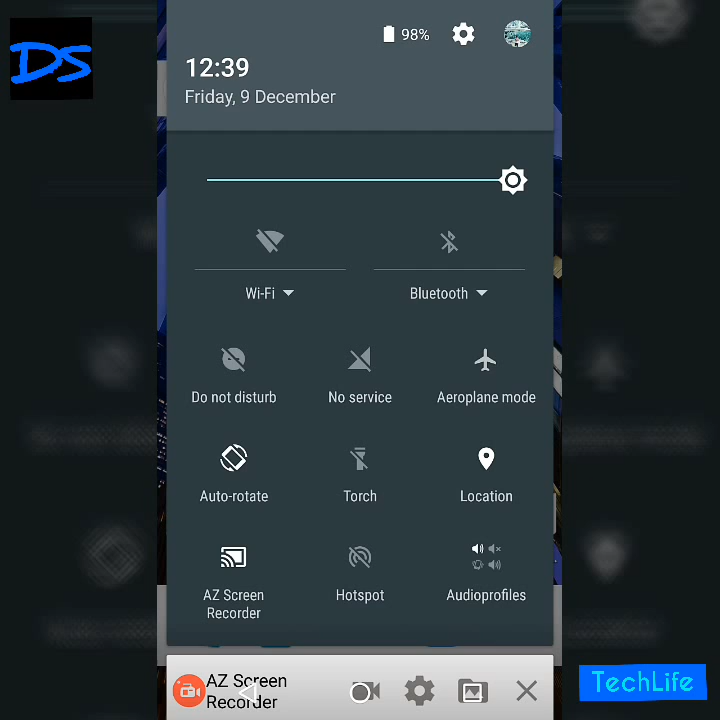 DS
98%
12:39
Friday, 9 December
Wi-Fi
Bluetooth
Do not disturb
No service
Aeroplane mode
Auto-rotate
Torch
Location
AZ Screen
Recorder
Hotspot
Audioprofiles
AZ Screen
Recorder
TechLife